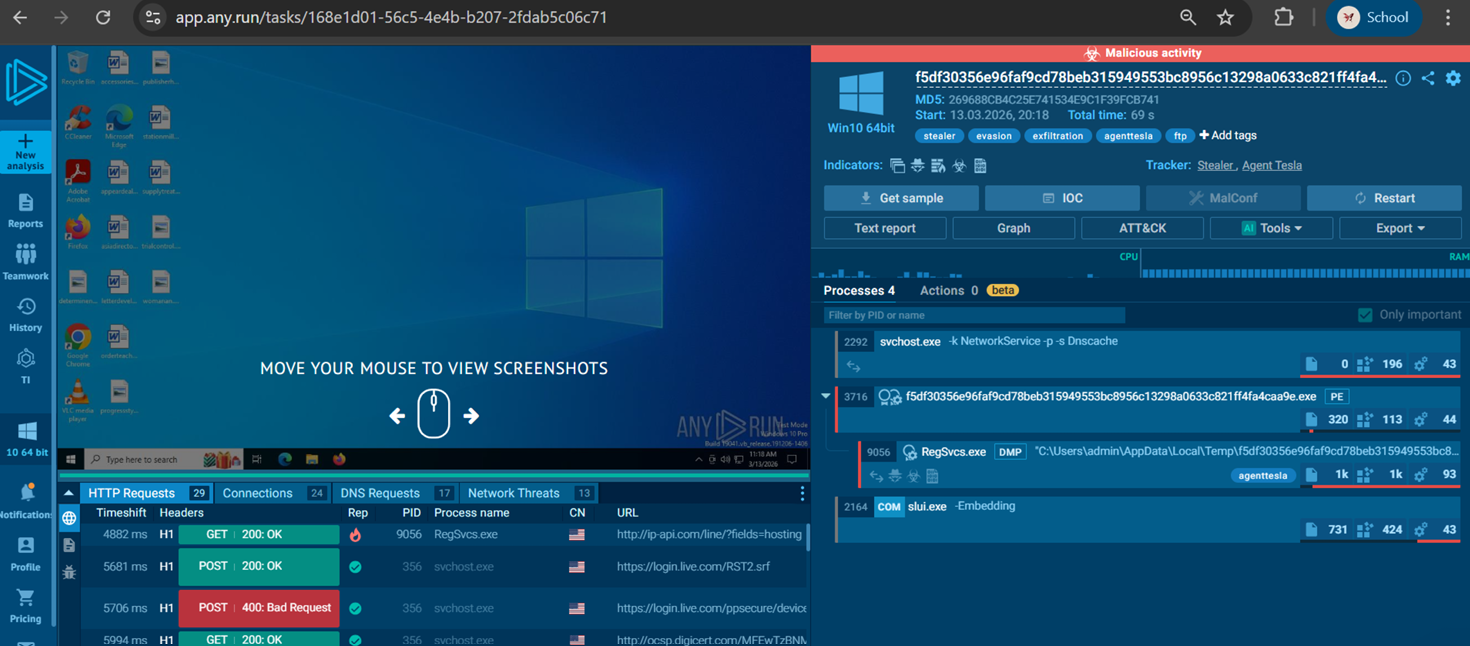 app.any.run/tasks/168e1d01-56c5-4e4b-b207-2fdab5c06c71
School
New analysis
Reports
Teamwork
History
TI
10 64 bit
Notifications
Profile
Pricing
Recycle Bin
CCleaner
Microsoft Edge
Adobe Acrobat
Firefox
Google Chrome
VLC media player
MOVE YOUR MOUSE TO VIEW SCREENSHOTS
ANY RUN
Test Mode
Windows 10 Pro
Build 19041.vb_release.191206-1406
Type here to search
11:18 AM
3/13/2026
HTTP Requests 29
Connections 24
DNS Requests 17
Network Threats 13
Timeshift Headers Rep PID Process name CN URL
4882 ms H1 GET 200: OK 9056 RegSvcs.exe http://ip-api.com/line/?fields=hosting
5681 ms H1 POST 200: OK 356 svchost.exe https://login.live.com/RST2.srf
5706 ms H1 POST 400: Bad Request 356 svchost.exe https://login.live.com/ppsecure/device
5994 ms H1 GET 200: OK 356 svchost.exe
Malicious activity
Win10 64bit
f5df30356e96faf9cd78beb315949553bc8956c13298a0633c821ff4fa4...
MD5: 269688CB4C25E741534E9C1F39FCB741
Start: 13.03.2026, 20:18 Total time: 69 s
stealer evasion exfiltration agenttesla ftp + Add tags
Indicators:
Tracker: Stealer, Agent Tesla
Get sample IOC MalConf Restart
Text report Graph ATT&CK AI Tools Export
CPU RAM
Processes 4 Actions 0 beta
Filter by PID or name Only important
2292 svchost.exe -k NetworkService -p -s Dnscache
0 196 43
3716 f5df30356e96faf9cd78beb315949553bc8956c13298a0633c821ff4fa4caa9e.exe PE
320 113 44
9056 RegSvcs.exe DMP "C:\Users\admin\AppData\Local\Temp\f5df30356e96faf9cd78beb315949553bc8...
agenttesla 1k 1k 93
2164 COM slui.exe -Embedding
731 424 43